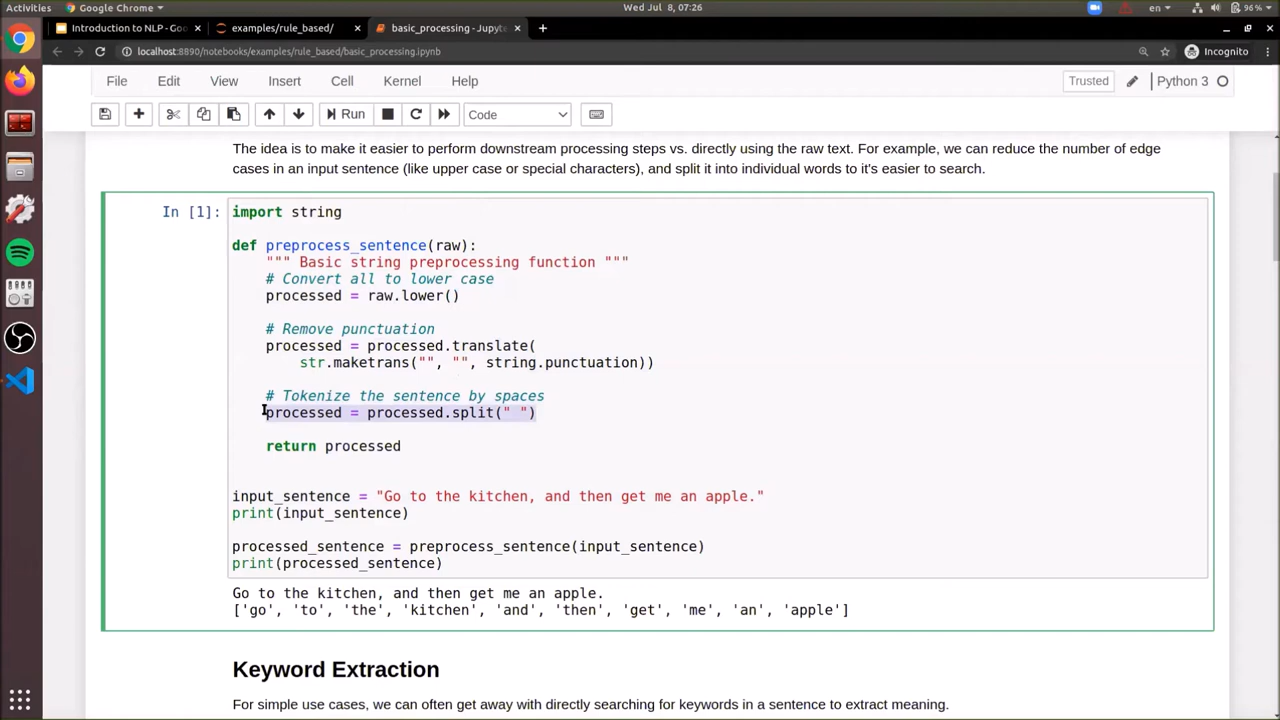 Activities
Google Chrome
Wed Jul 8, 07:26
en
96 %
Introduction to NLP -
examples/rule_based/
basic_processing - Jupyte
localhost:8890/notebooks/examples/rule_based/basic_processing.ipynb
Incognito
File Edit View Insert Cell Kernel Help
Trusted
Python 3
Run
Code
The idea is to make it easier to perform downstream processing steps vs. directly using the raw text. For example, we can reduce the number of edge
cases in an input sentence (like upper case or special characters), and split it into individual words to it's easier to search.
In [1]: import string
def preprocess_sentence(raw):
""" Basic string preprocessing function """
# Convert all to lower case
processed = raw.lower()
# Remove punctuation
processed = processed.translate(
str.maketrans("", "", string.punctuation))
# Tokenize the sentence by spaces
processed = processed.split(" ")
return processed
input_sentence = "Go to the kitchen, and then get me an apple."
print(input_sentence)
processed_sentence = preprocess_sentence(input_sentence)
print(processed_sentence)
Go to the kitchen, and then get me an apple.
['go', 'to', 'the', 'kitchen', 'and', 'then', 'get', 'me', 'an', 'apple']
Keyword Extraction
For simple use cases, we can often get away with directly searching for keywords in a sentence to extract meaning.